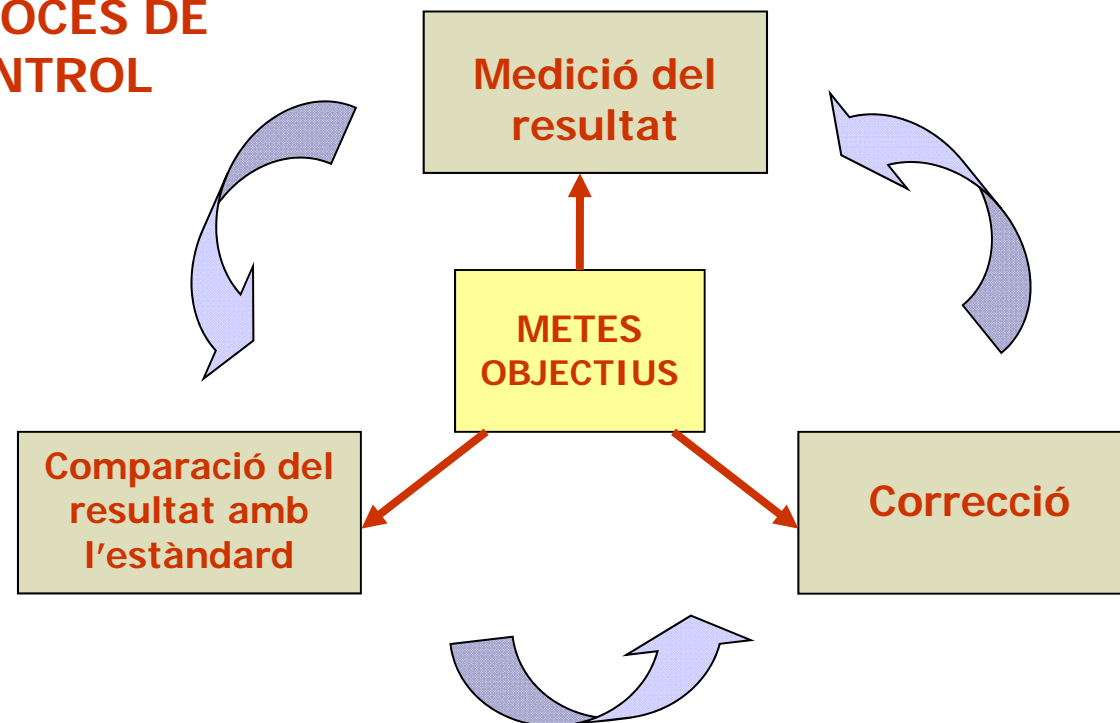 OCES DE
NTROL
Medició del
resultat
METES
OBJECTIUS
Comparació del
resultat amb
l'estàndard
Correcció